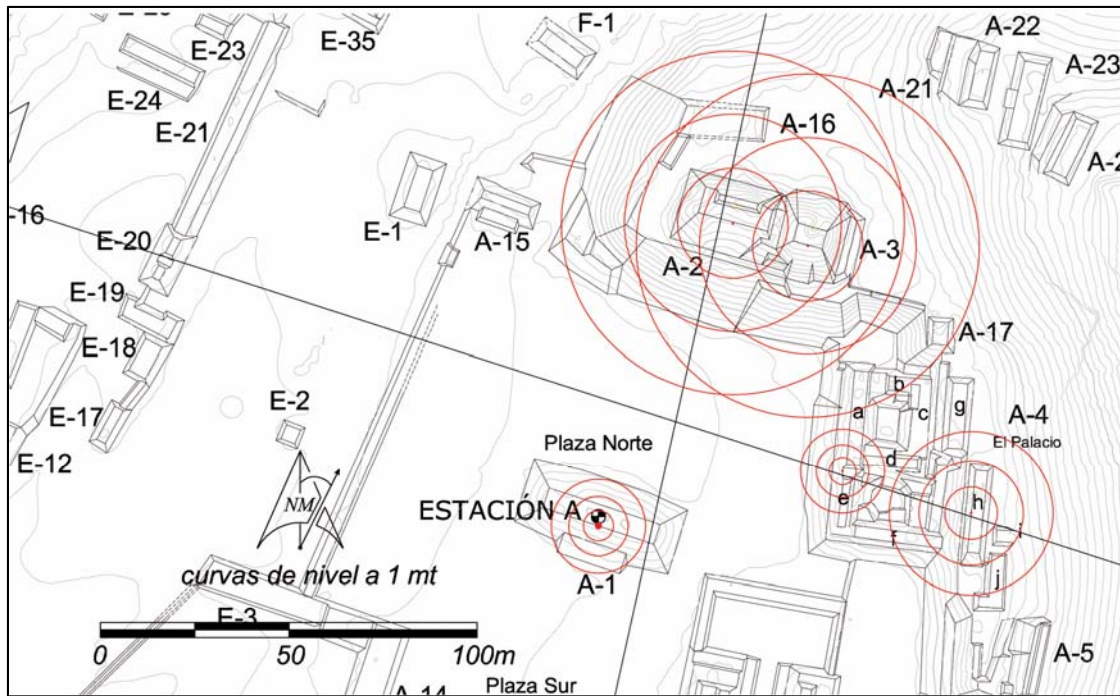 E-23
E-35
F-1
A-22
A-23
E-24
A-21
E-21
A-16
E-1
A-15
E-20
A-2
A-3
E-19
E-18
A-17
E-17
E-2
b
a
c
g
A-4
El Palacio
E-12
Plaza Norte
d
NM
ESTACIÓN A
e
h
f
i
curvas de nivel a 1 mt
A-1
j
E-3
A-5
0
50
100m
A-14
Plaza Sur